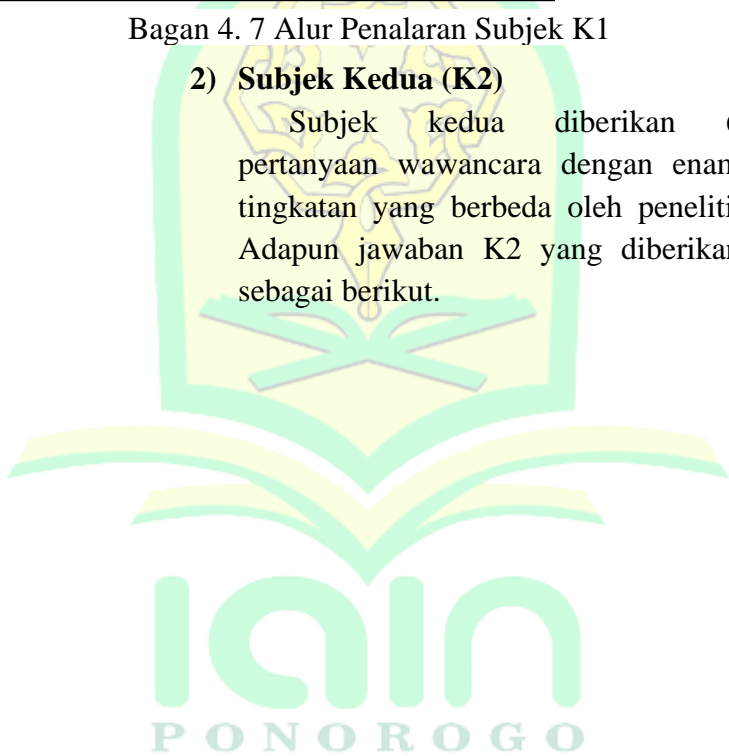 Bagan 4. 7 Alur Penalaran Subjek K1
2) Subjek Kedua (K2)
Subjek kedua diberikan
pertanyaan wawancara dengan enam
tingkatan yang berbeda oleh peneliti
Adapun jawaban K2 yang diberikan
sebagai berikut.
iain
PONOROGO